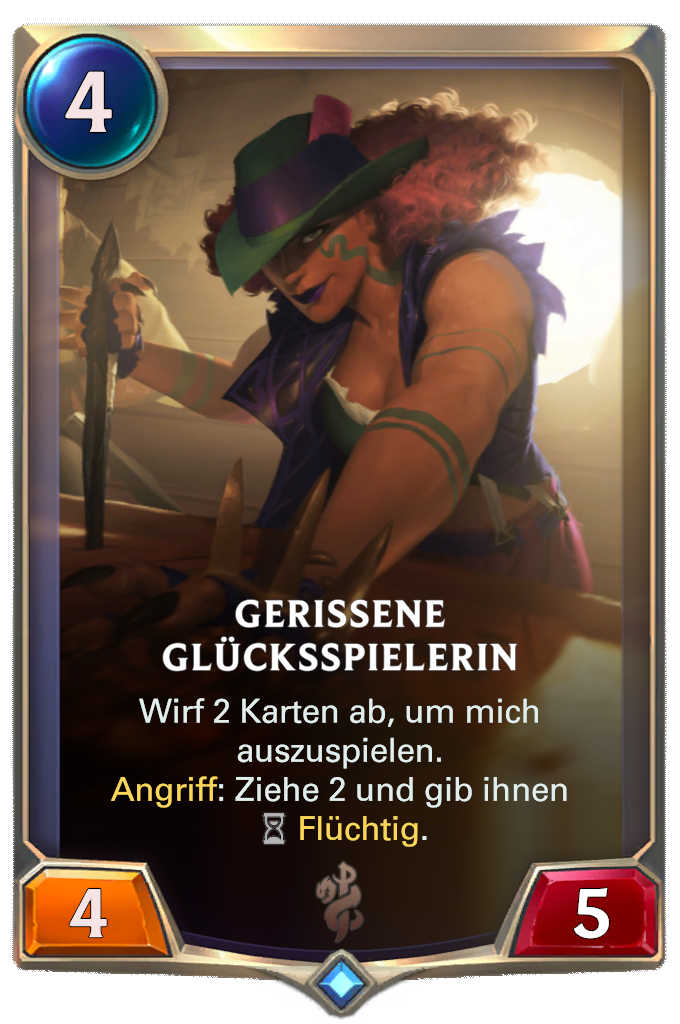 4
GERISSENE
GLÜCKSSPIELERIN
Wirf 2 Karten ab, um mich
auszuspielen.
Angriff: Ziehe 2 und gib ihnen
Flüchtig.
4
5